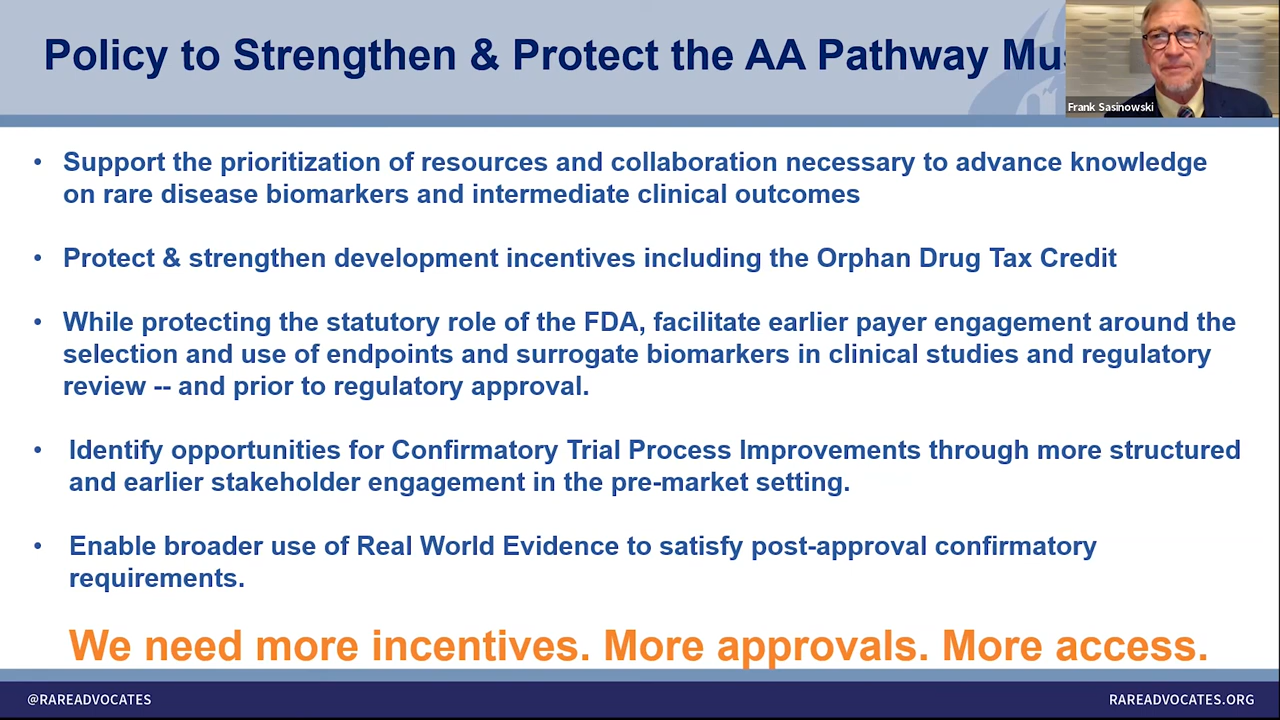 Policy to Strengthen & Protect the AA Pathway
Frank Sasinowski
• Support the prioritization of resources and collaboration necessary to advance knowledge
on rare disease biomarkers and intermediate clinical outcomes
• Protect & strengthen development incentives including the Orphan Drug Tax Credit
• While protecting the statutory role of the FDA, facilitate earlier payer engagement around the
selection and use of endpoints and surrogate biomarkers in clinical studies and regulatory
review -- and prior to regulatory approval.
• Identify opportunities for Confirmatory Trial Process Improvements through more structured
and earlier stakeholder engagement in the pre-market setting.
• Enable broader use of Real World Evidence to satisfy post-approval confirmatory
requirements.
We need more incentives. More approvals. More access.
@RAREADVOCATES
RAREADVOCATES.ORG